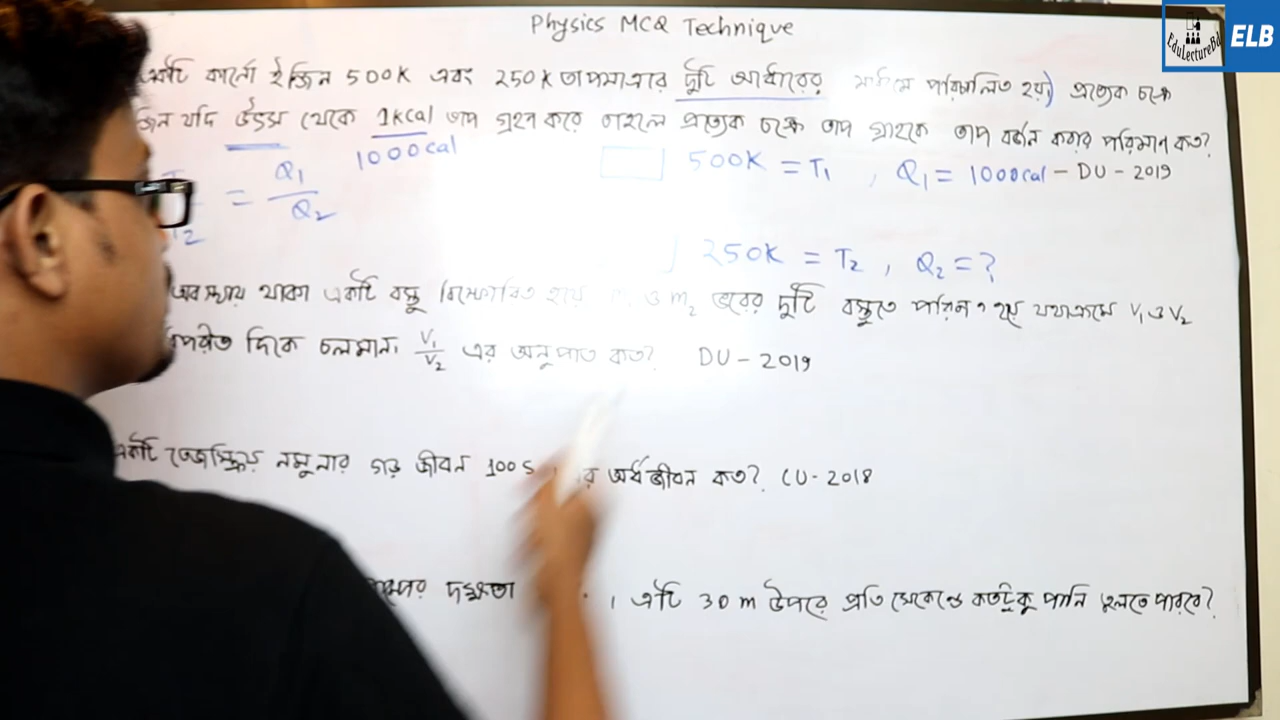 Physics MCQ Technique
EduLectureBd
ELB
একটি কার্নো ইঞ্জিন 500K এবং 250K তাপমাত্রার দুটি আধারের মাধ্যমে পরিচালিত হয়। প্রত্যেক চক্রে
যদি উৎস থেকে 1kcal তাপ গ্রহণ করে তাহলে প্রত্যেক চক্রে তাপ গ্রাহকে তাপ বর্জন করার পরিমাণ কত?
1000cal
500K = T₁ , Q₁ = 1000cal - DU - 2019
= Q₁/Q₂
250K = T₂ , Q₂ = ?
অবস্থায় থাকা একটি বস্তু বিস্ফোরিত হয়ে ও m₂ ভরের দুটি বস্তুতে পরিণত হয় যথাক্রমে V₁ ও V₂
দিকে চলমান। V₁/V₂ এর অনুপাত কত? DU - 2019
একটি তেজস্ক্রিয় নমুনার গড় জীবন 100s অর্ধজীবন কত? CU - 2018
দক্ষতা । এটি 30 m উপরে প্রতি সেকেন্ডে কতটুকু পানি তুলতে পারবে?